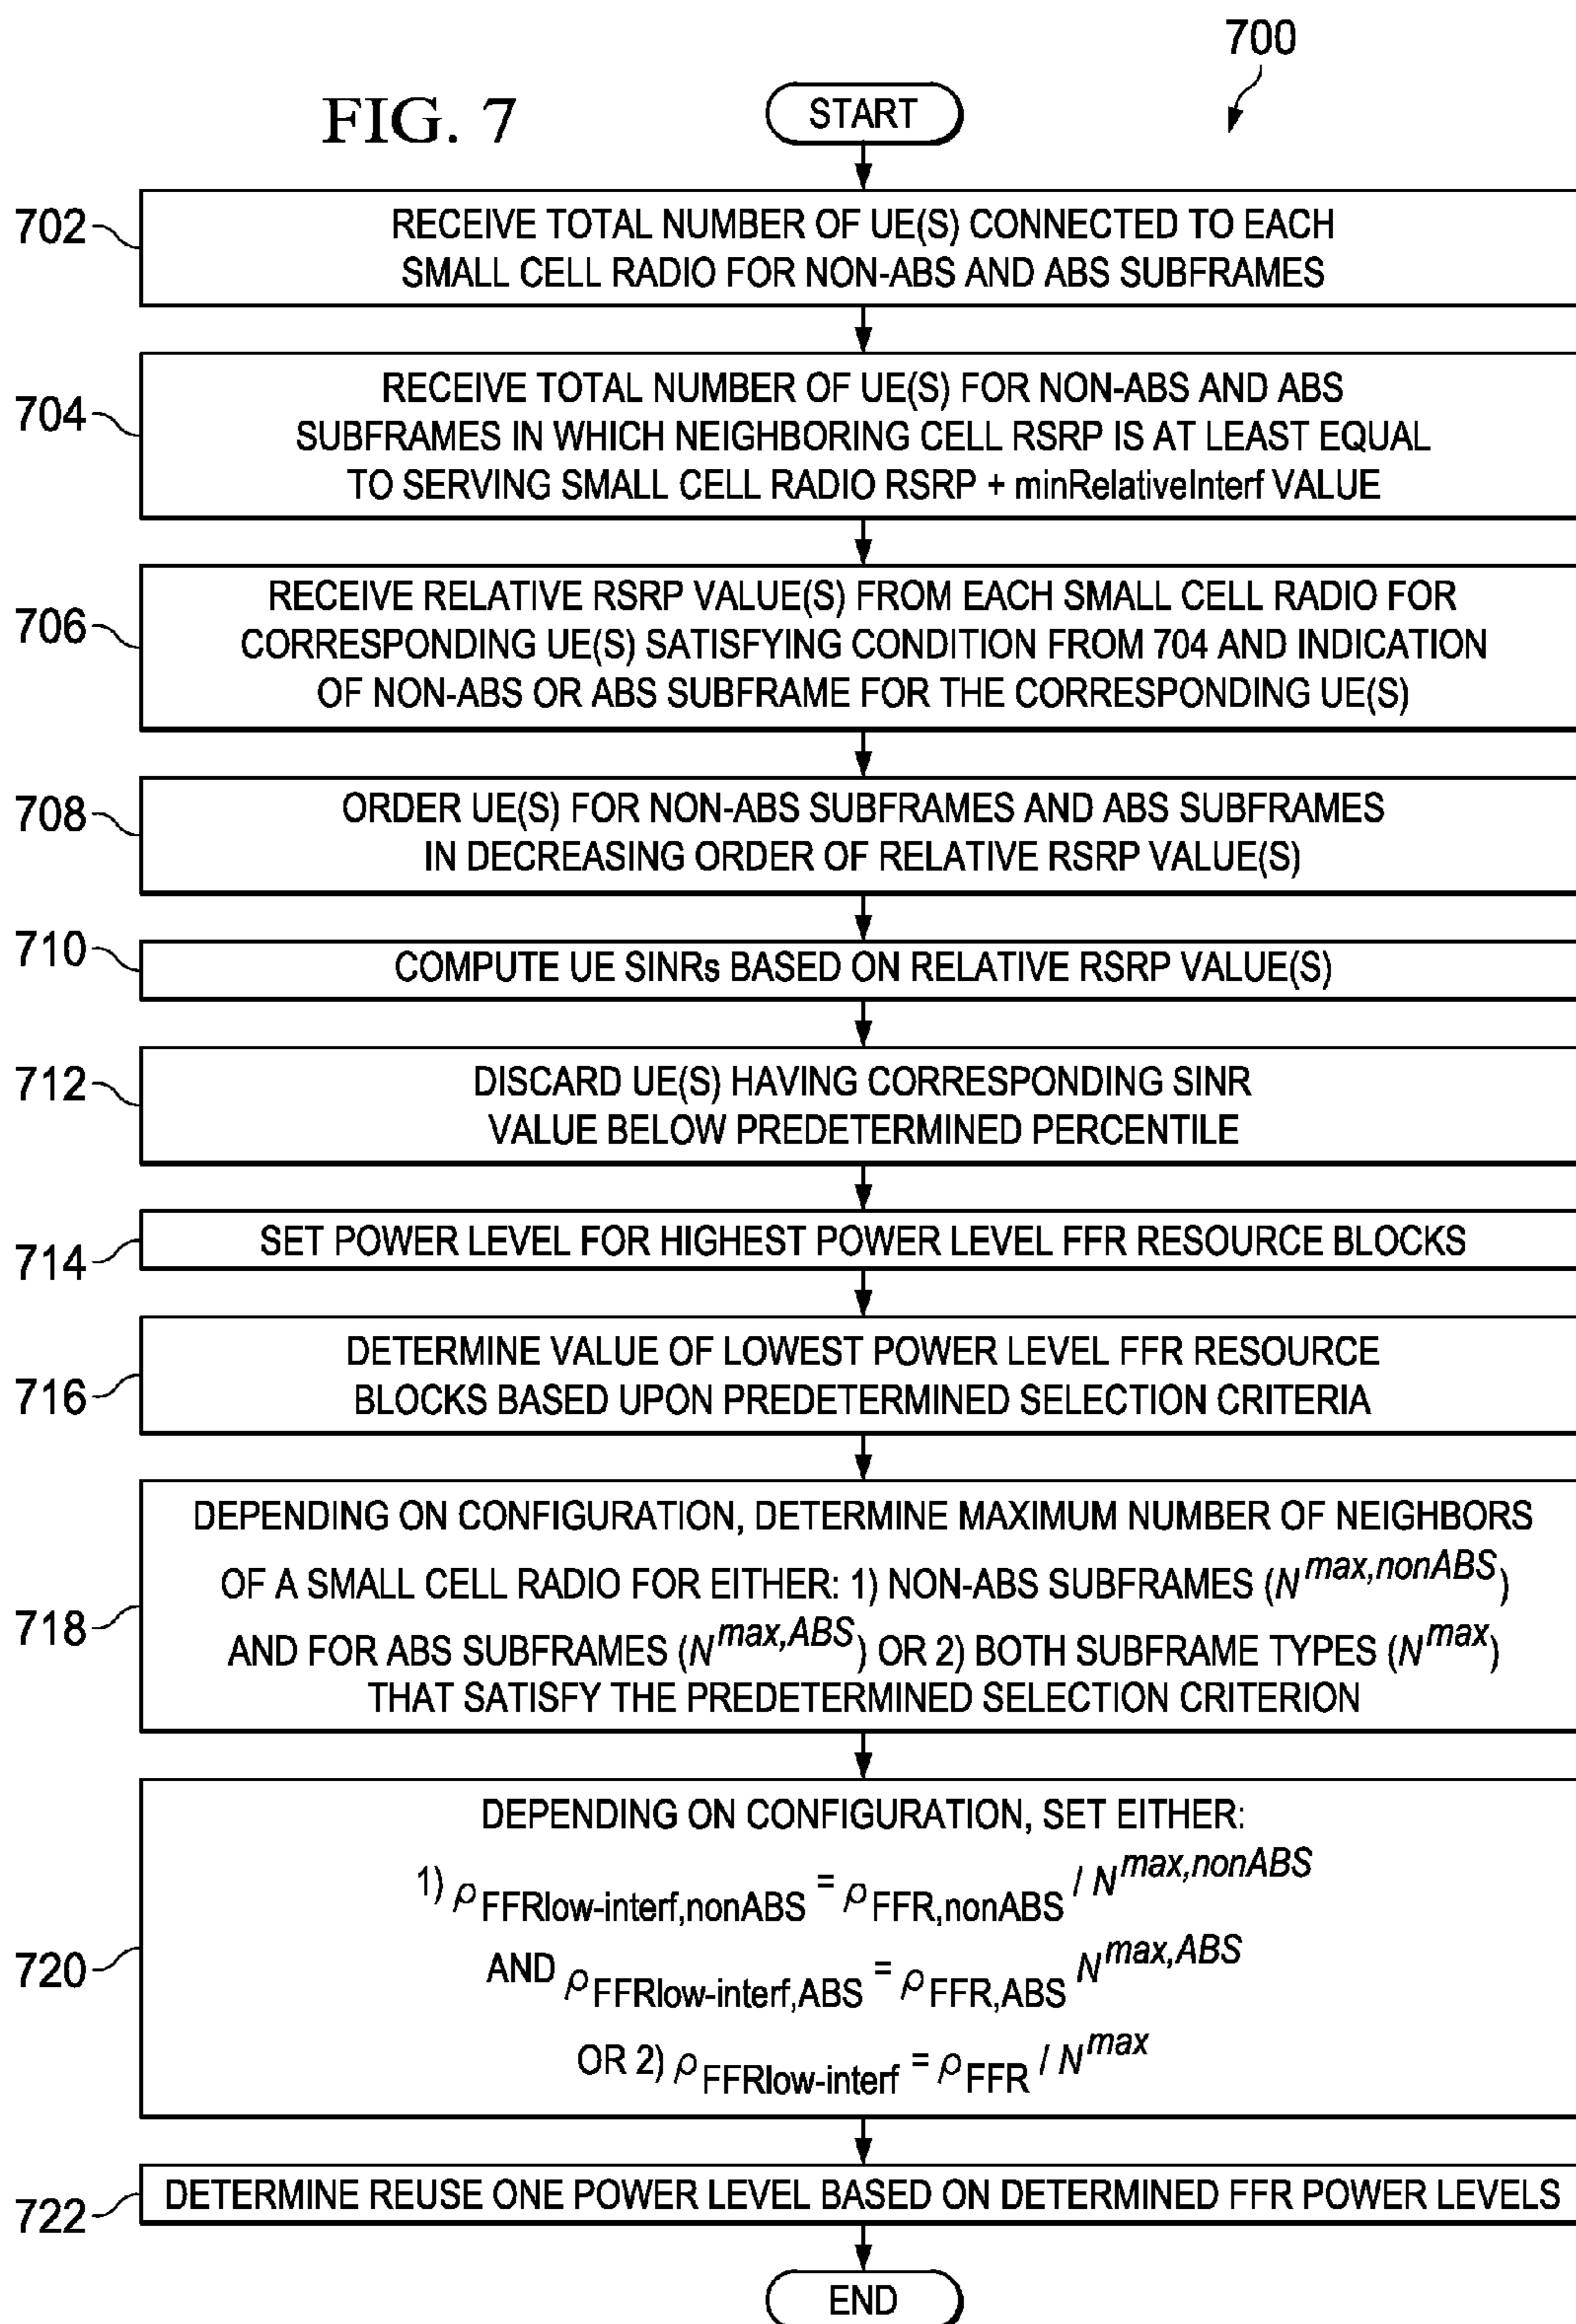 700
FIG. 7
START
702
RECEIVE TOTAL NUMBER OF UE(S) CONNECTED TO EACH
SMALL CELL RADIO FOR NON-ABS AND ABS SUBFRAMES
704
RECEIVE TOTAL NUMBER OF UE(S) FOR NON-ABS AND ABS
SUBFRAMES IN WHICH NEIGHBORING CELL RSRP IS AT LEAST EQUAL
TO SERVING SMALL CELL RADIO RSRP + minRelativeInterf VALUE
706
RECEIVE RELATIVE RSRP VALUE(S) FROM EACH SMALL CELL RADIO FOR
CORRESPONDING UE(S) SATISFYING CONDITION FROM 704 AND INDICATION
OF NON-ABS OR ABS SUBFRAME FOR THE CORRESPONDING UE(S)
708
ORDER UE(S) FOR NON-ABS SUBFRAMES AND ABS SUBFRAMES
IN DECREASING ORDER OF RELATIVE RSRP VALUE(S)
710
COMPUTE UE SINRs BASED ON RELATIVE RSRP VALUE(S)
712
DISCARD UE(S) HAVING CORRESPONDING SINR
VALUE BELOW PREDETERMINED PERCENTILE
714
SET POWER LEVEL FOR HIGHEST POWER LEVEL FFR RESOURCE BLOCKS
716
DETERMINE VALUE OF LOWEST POWER LEVEL FFR RESOURCE
BLOCKS BASED UPON PREDETERMINED SELECTION CRITERIA
718
DEPENDING ON CONFIGURATION, DETERMINE MAXIMUM NUMBER OF NEIGHBORS
OF A SMALL CELL RADIO FOR EITHER: 1) NON-ABS SUBFRAMES (N^max,nonABS)
AND FOR ABS SUBFRAMES (N^max,ABS) OR 2) BOTH SUBFRAME TYPES (N^max)
THAT SATISFY THE PREDETERMINED SELECTION CRITERION
720
DEPENDING ON CONFIGURATION, SET EITHER:
1) ρ_FFRlow-interf,nonABS = ρ_FFR,nonABS / N^max,nonABS
AND ρ_FFRlow-interf,ABS = ρ_FFR,ABS N^max,ABS
OR 2) ρ_FFRlow-interf = ρ_FFR / N^max
722
DETERMINE REUSE ONE POWER LEVEL BASED ON DETERMINED FFR POWER LEVELS
END